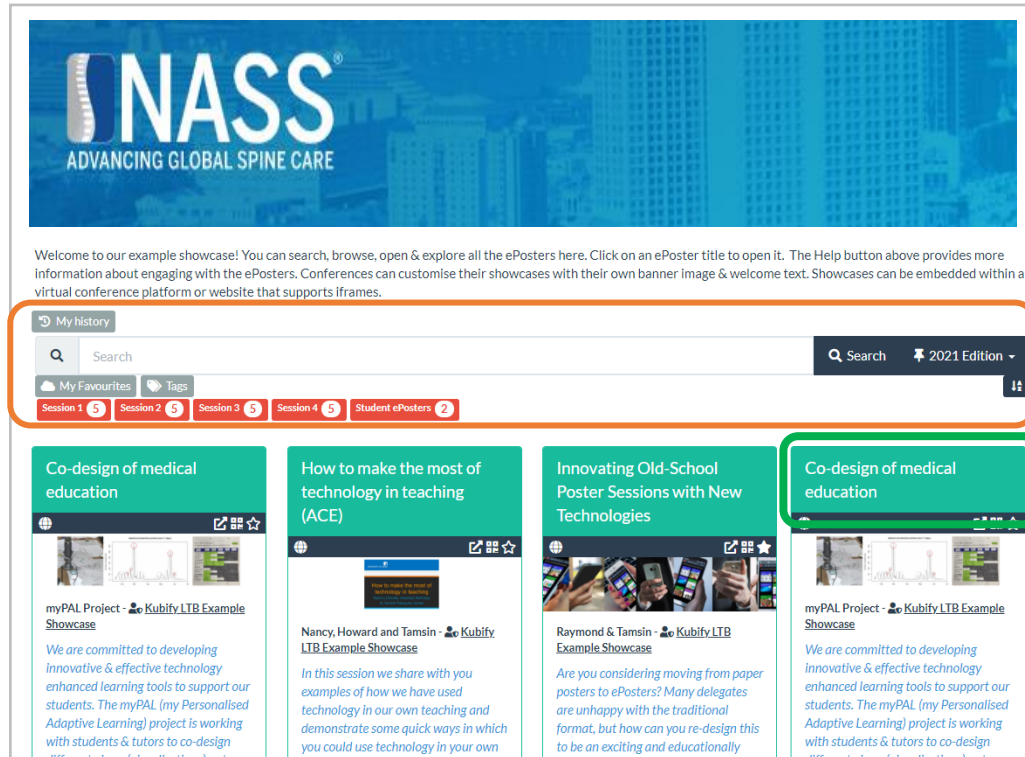 NASS®
ADVANCING GLOBAL SPINE CARE
Welcome to our example showcase! You can search, browse, open & explore all the ePosters here. Click on an ePoster title to open it. The Help button above provides more
information about engaging with the ePosters. Conferences can customise their showcases with their own banner image & welcome text. Showcases can be embedded within a
virtual conference platform or website that supports iframes.
My history
Search Search 2021 Edition
My Favourites Tags
Session 1 5 Session 2 5 Session 3 5 Session 4 5 Student ePosters 2
Co-design of medical
education
myPAL Project - Kubify LTB Example
Showcase
We are committed to developing
innovative & effective technology
enhanced learning tools to support our
students. The myPAL (my Personalised
Adaptive Learning) project is working
with students & tutors to co-design
How to make the most of
technology in teaching
(ACE)
How to make the most of
technology in teaching
Nancy, Howard and Tamsin - Kubify
LTB Example Showcase
In this session we share with you
examples of how we have used
technology in our own teaching and
demonstrate some quick ways in which
you could use technology in your own
Innovating Old-School
Poster Sessions with New
Technologies
Raymond & Tamsin - Kubify LTB
Example Showcase
Are you considering moving from paper
posters to ePosters? Many delegates
are unhappy with the traditional
format, but how can you re-design this
to be an exciting and educationally
Co-design of medical
education
myPAL Project - Kubify LTB Example
Showcase
We are committed to developing
innovative & effective technology
enhanced learning tools to support our
students. The myPAL (my Personalised
Adaptive Learning) project is working
with students & tutors to co-design